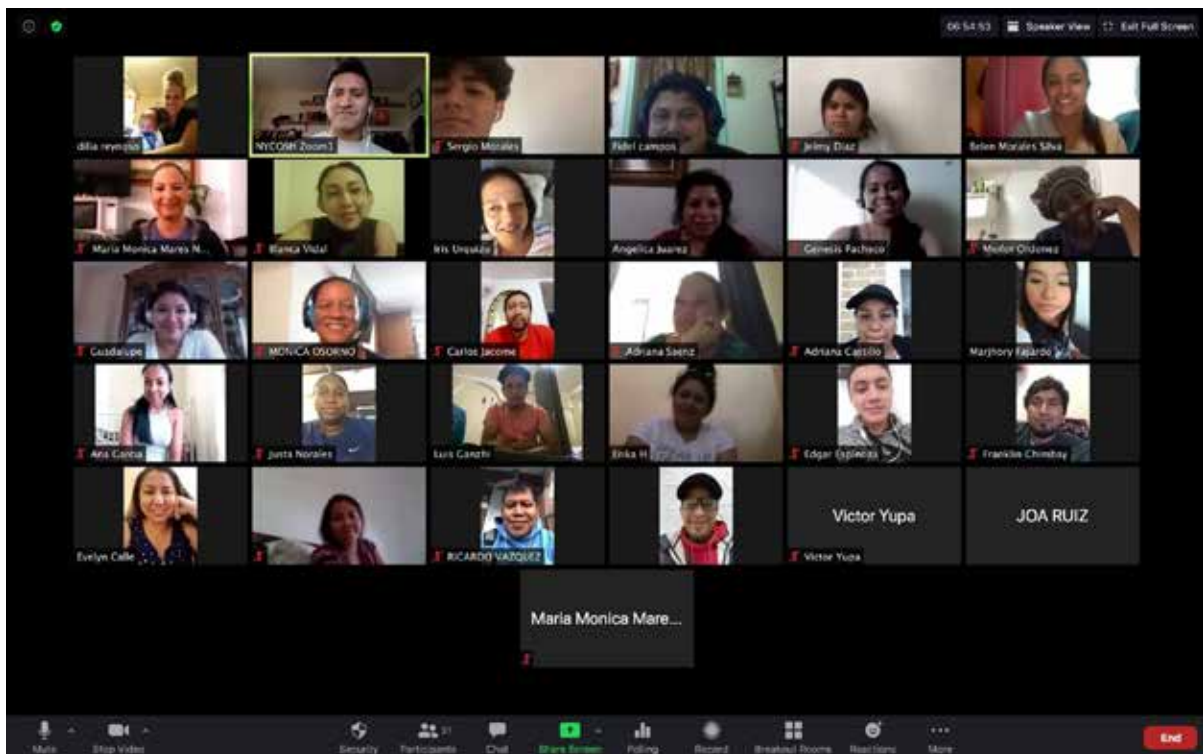 06:54:53 Speaker View Exit Full Screen
dilia reynoso
NYCOSH Zoom1
Sergio Morales
Fidel campos
Jeimy Diaz
Belen Morales Silva
Maria Monica Mares N...
Blanca Vidal
Iris Urquizo
Angelica Juarez
Genesis Pacheco
Ordonez
Guadalupe
MONICA OSORNO
Carlos Jacome
Adriana Saenz
Adriana Castillo
Marjhory Fajardo
Ana Garcia
Justa Norales
Luis Ganzhi
Erika H
Edgar Espinoza
Franklin Chimbay
Evelyn Calle
RICARDO VAZQUEZ
Victor Yupa
Victor Yupa
JOA RUIZ
Maria Monica Mare...
Mute Stop Video Security Participants 31 Chat Share Screen Polling Record Breakout Rooms Reactions More End